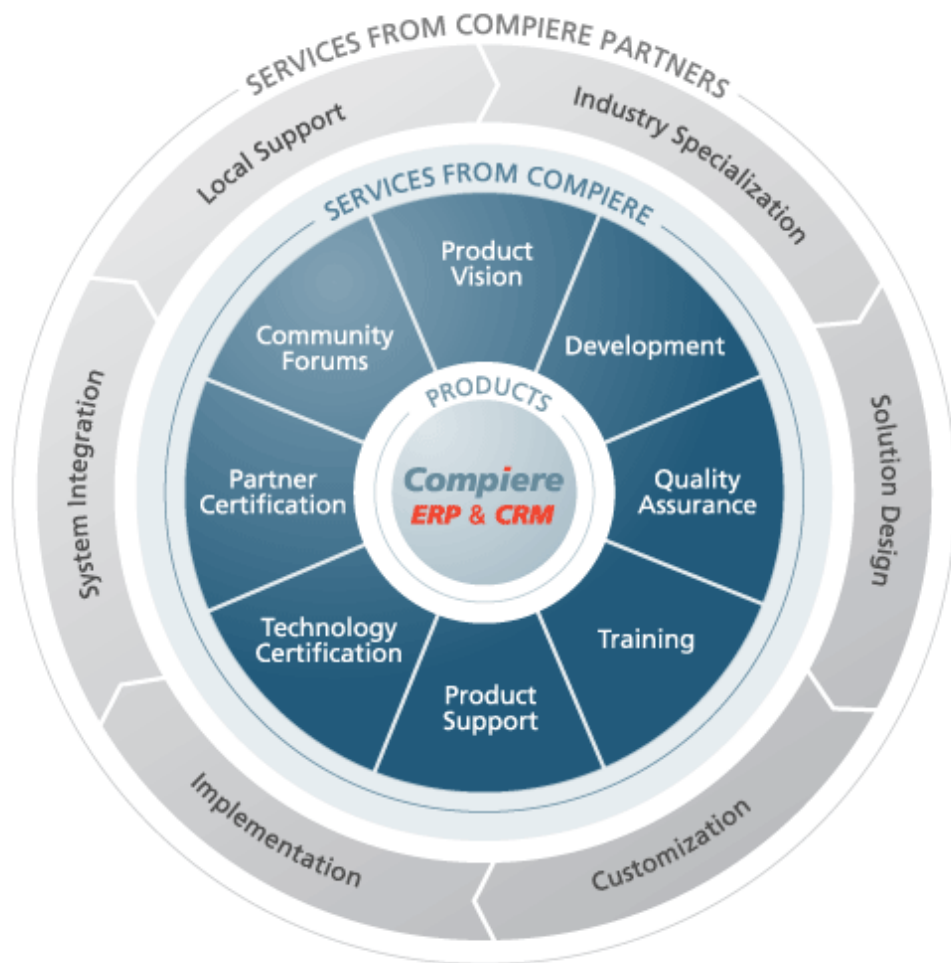 SERVICES FROM COMPIERE PARTNERS
Local Support
Industry Specialization
Solution Design
Customization
Implementation
System Integration
SERVICES FROM COMPIERE
Product
Vision
Development
Quality
Assurance
Training
Product
Support
Technology
Certification
Partner
Certification
Community
Forums
PRODUCTS
Compiere
ERP & CRM